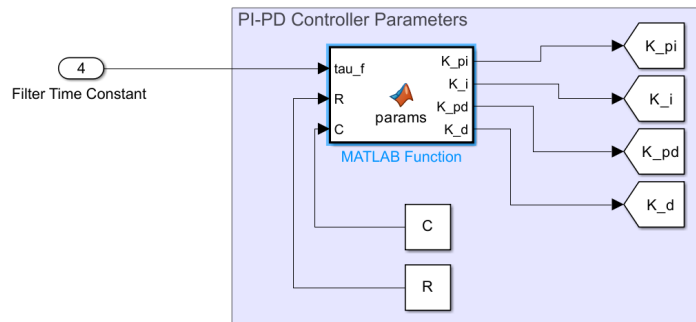 PI-PD Controller Parameters
4
Filter Time Constant
tau_f
R
C
params
K_pi
K_i
K_pd
K_d
MATLAB Function
K_pi
K_i
K_pd
K_d
C
R